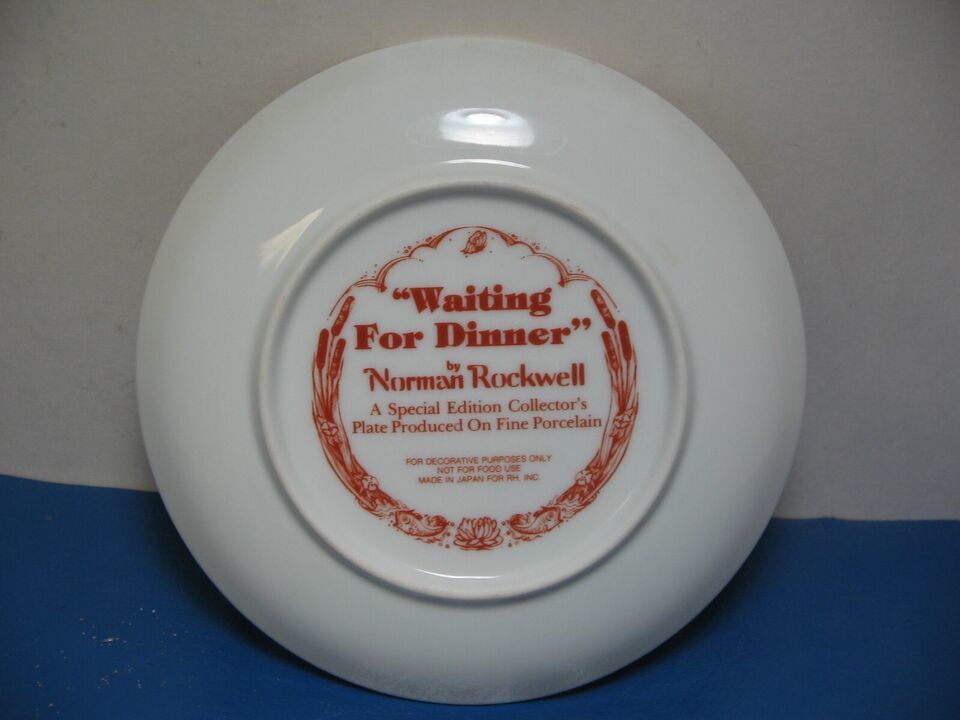 “Waiting
For Dinner”
by
Norman Rockwell
A Special Edition Collector's
Plate Produced On Fine Porcelain
FOR DECORATIVE PURPOSES ONLY
NOT FOR FOOD USE
MADE IN JAPAN FOR RH, INC.